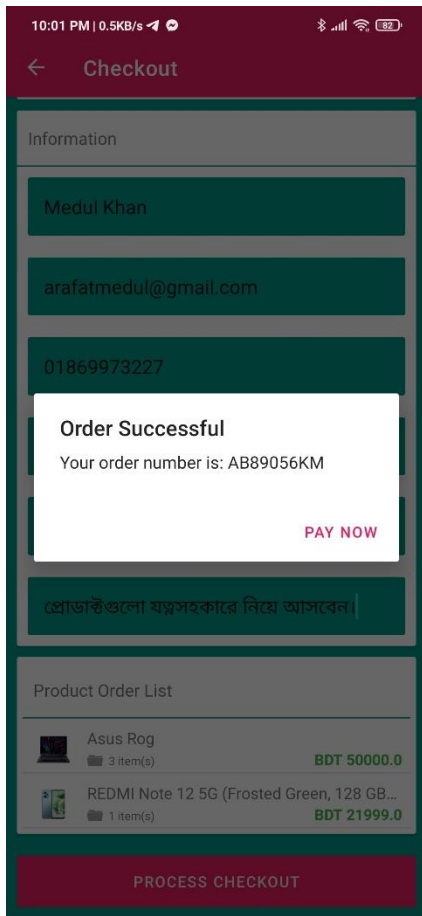 10:01 PM | 0.5KB/s
82
Checkout
Information
Medul Khan
arafatmedul@gmail.com
01869973227
Order Successful
Your order number is: AB89056KM
PAY NOW
প্রোডাক্টগুলো যত্নসহকারে নিয়ে আসবেন।
Product Order List
Asus Rog
3 item(s)
BDT 50000.0
REDMI Note 12 5G (Frosted Green, 128 GB...
1 item(s)
BDT 21999.0
PROCESS CHECKOUT